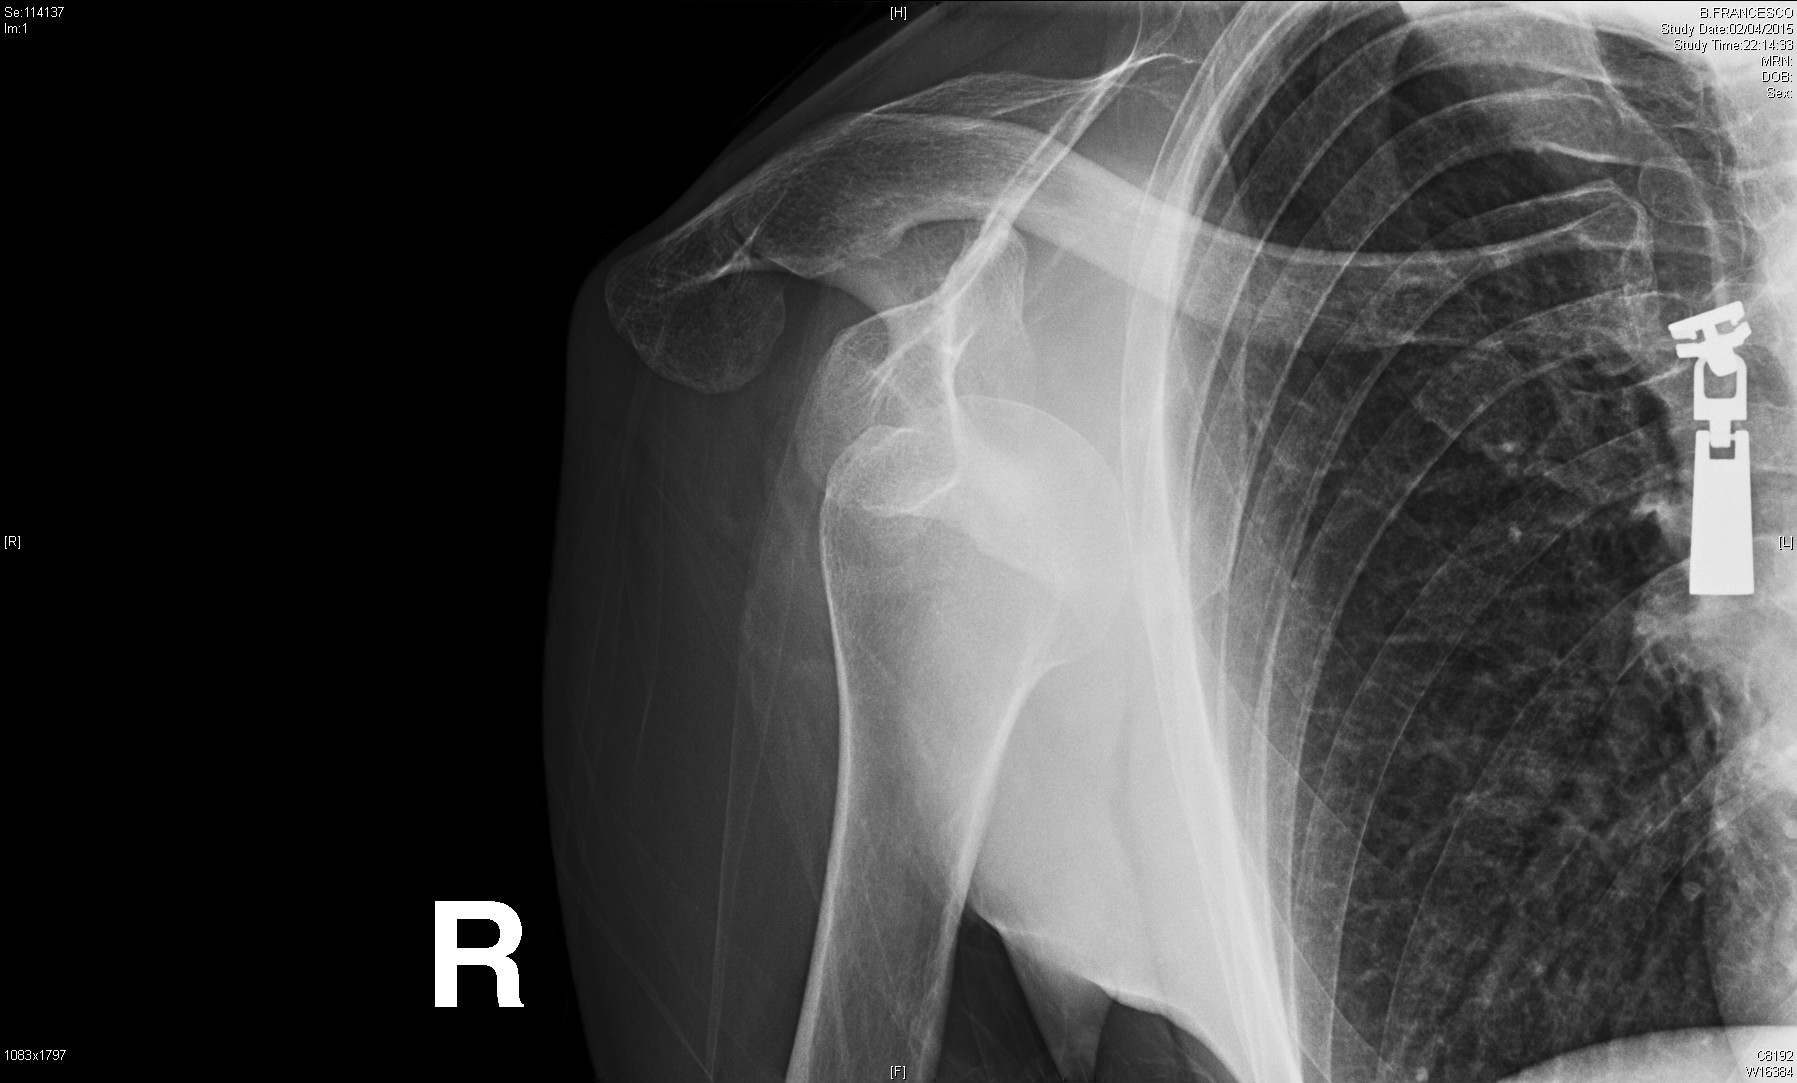 Se:114137
Im:1
[H]
B.FRANCESCO
Study Date:02/04/2015
Study Time:22:14:33
MRN:
DOB:
Sex:
[R]
[L]
R
1083x1797
[F]
C8192
W16384